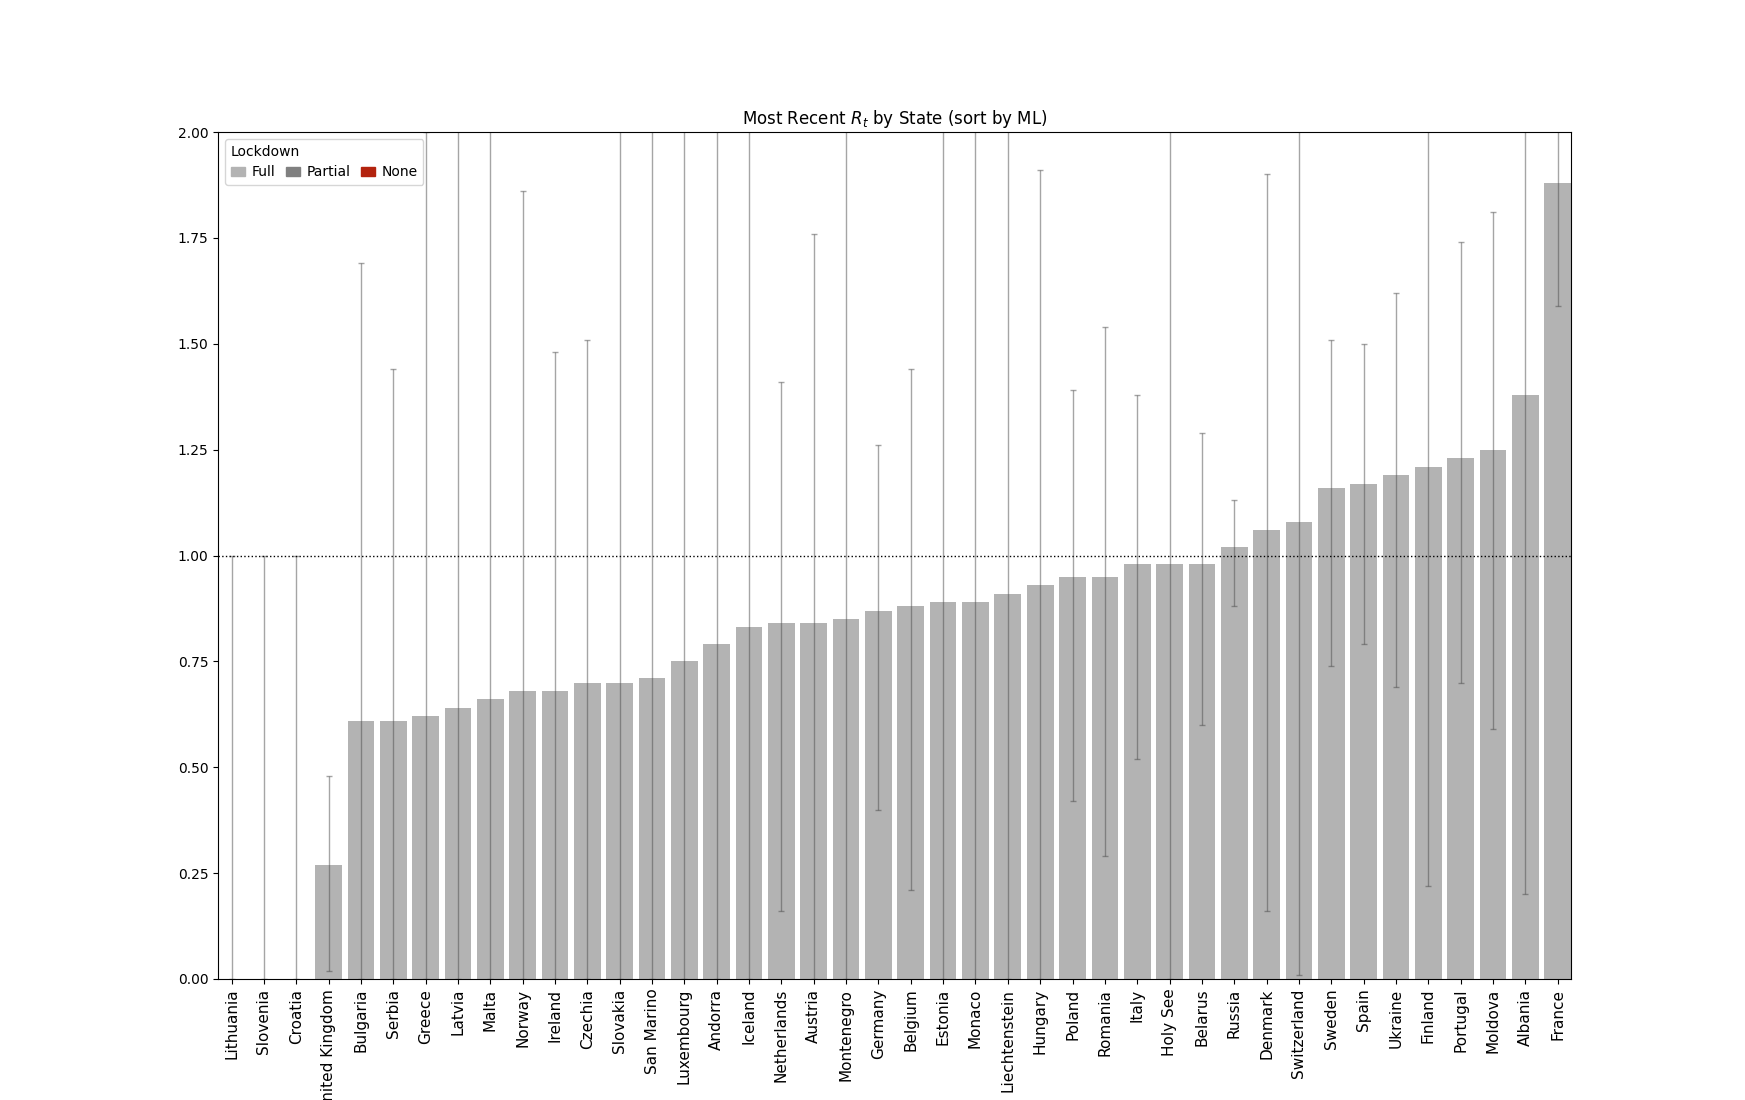 Most Recent Rt by State (sort by ML)
2.00
1.75
1.50
1.25
1.00
0.75
0.50
0.25
0.00
Lockdown
Full Partial None
Lithuania
Slovenia
Croatia
nited Kingdom
Bulgaria
Serbia
Greece
Latvia
Malta
Norway
Ireland
Czechia
Slovakia
San Marino
Luxembourg
Andorra
Iceland
Netherlands
Austria
Montenegro
Germany
Belgium
Estonia
Monaco
Liechtenstein
Hungary
Poland
Romania
Italy
Holy See
Belarus
Russia
Denmark
Switzerland
Sweden
Spain
Ukraine
Finland
Portugal
Moldova
Albania
France